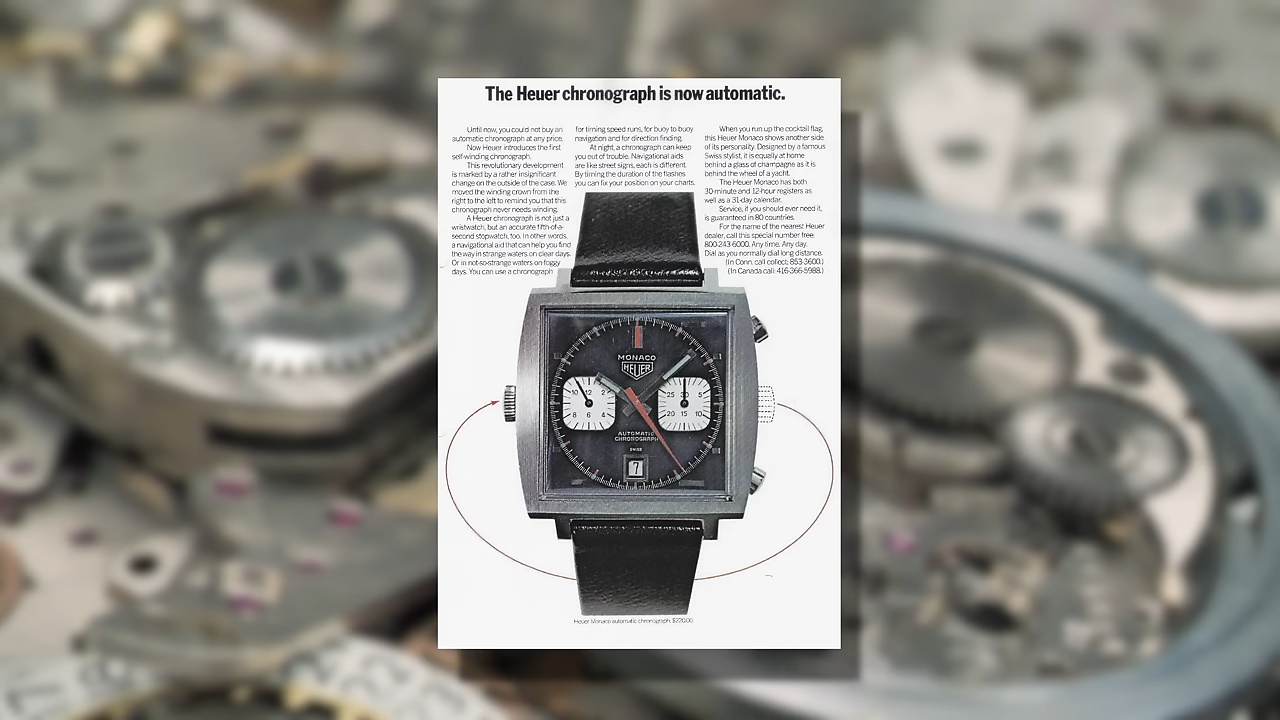 The Heuer chronograph is now automatic.
Until now, you could not buy an
automatic chronograph at any price.
Now Heuer introduces the first
self-winding chronograph.
This revolutionary development
is marked by a rather insignificant
change on the outside of the case. We
moved the winding crown from the
right to the left to remind you that this
chronograph never needs winding.
A Heuer chronograph is not just a
wristwatch, but an accurate fifth-of-a-
second stopwatch, too. In other words,
a navigational aid that can help you find
the way in strange waters on clear days.
Or in not-so-strange waters on foggy
days. You can use a chronograph
for timing speed runs, for buoy to buoy
navigation and for direction finding.
At night, a chronograph can keep
you out of trouble. Navigational aids
are like street signs, each is different.
By timing the duration of the flashes
you can fix your position on your charts.
When you run up the cocktail flag,
this Heuer Monaco shows another side
of its personality. Designed by a famous
Swiss stylist, it is equally at home
behind a glass of champagne as it is
behind the wheel of a yacht.
The Heuer Monaco has both
30-minute and 12-hour registers as
well as a 31-day calendar.
Service, if you should ever need it,
is guaranteed in 80 countries.
For the name of the nearest Heuer
dealer, call this special number free:
800-243-6000. Any time. Any day.
Dial as you normally dial long distance.
(In Conn. call collect: 853-3600.)
(In Canada call: 416-366-5988.)
MONACO
HEUER
10 12 2
8 6 4
25 30 5
20 15 10
AUTOMATIC
CHRONOGRAPH
SWISS
7
Heuer Monaco automatic chronograph. $220.00